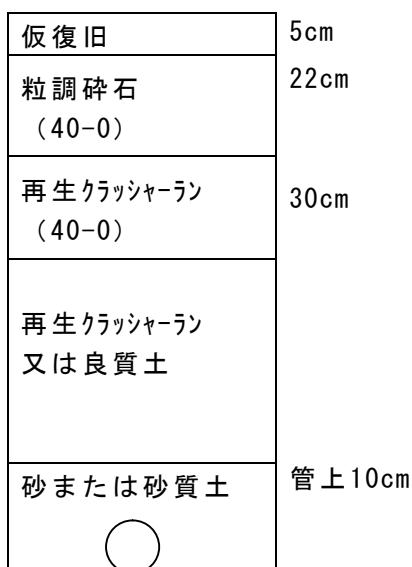 仮復旧 5cm
粒調砕石 22cm
（40-0）
再生ｸﾗｯｼｬｰﾗﾝ 30cm
（40-0）
再生ｸﾗｯｼｬｰﾗﾝ
又は良質土
砂または砂質土 管上10cm